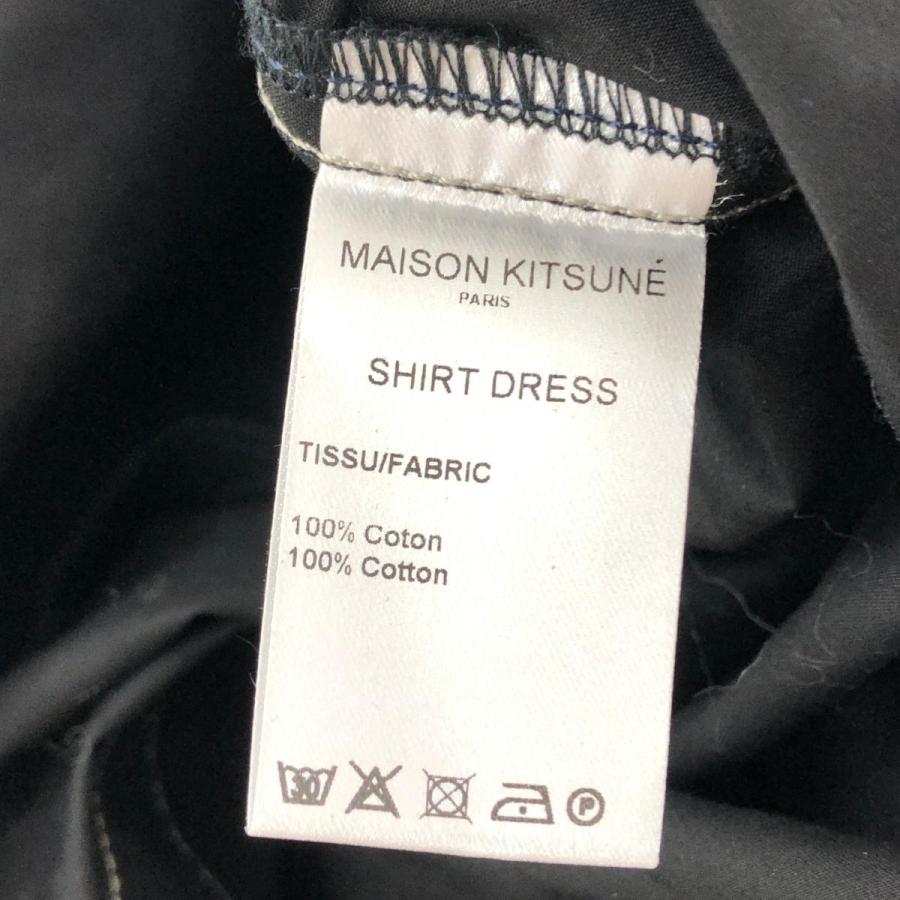 MAISON KITSUNÉ
PARIS
SHIRT DRESS
TISSU/FABRIC
100% Coton
100% Cotton
30 P